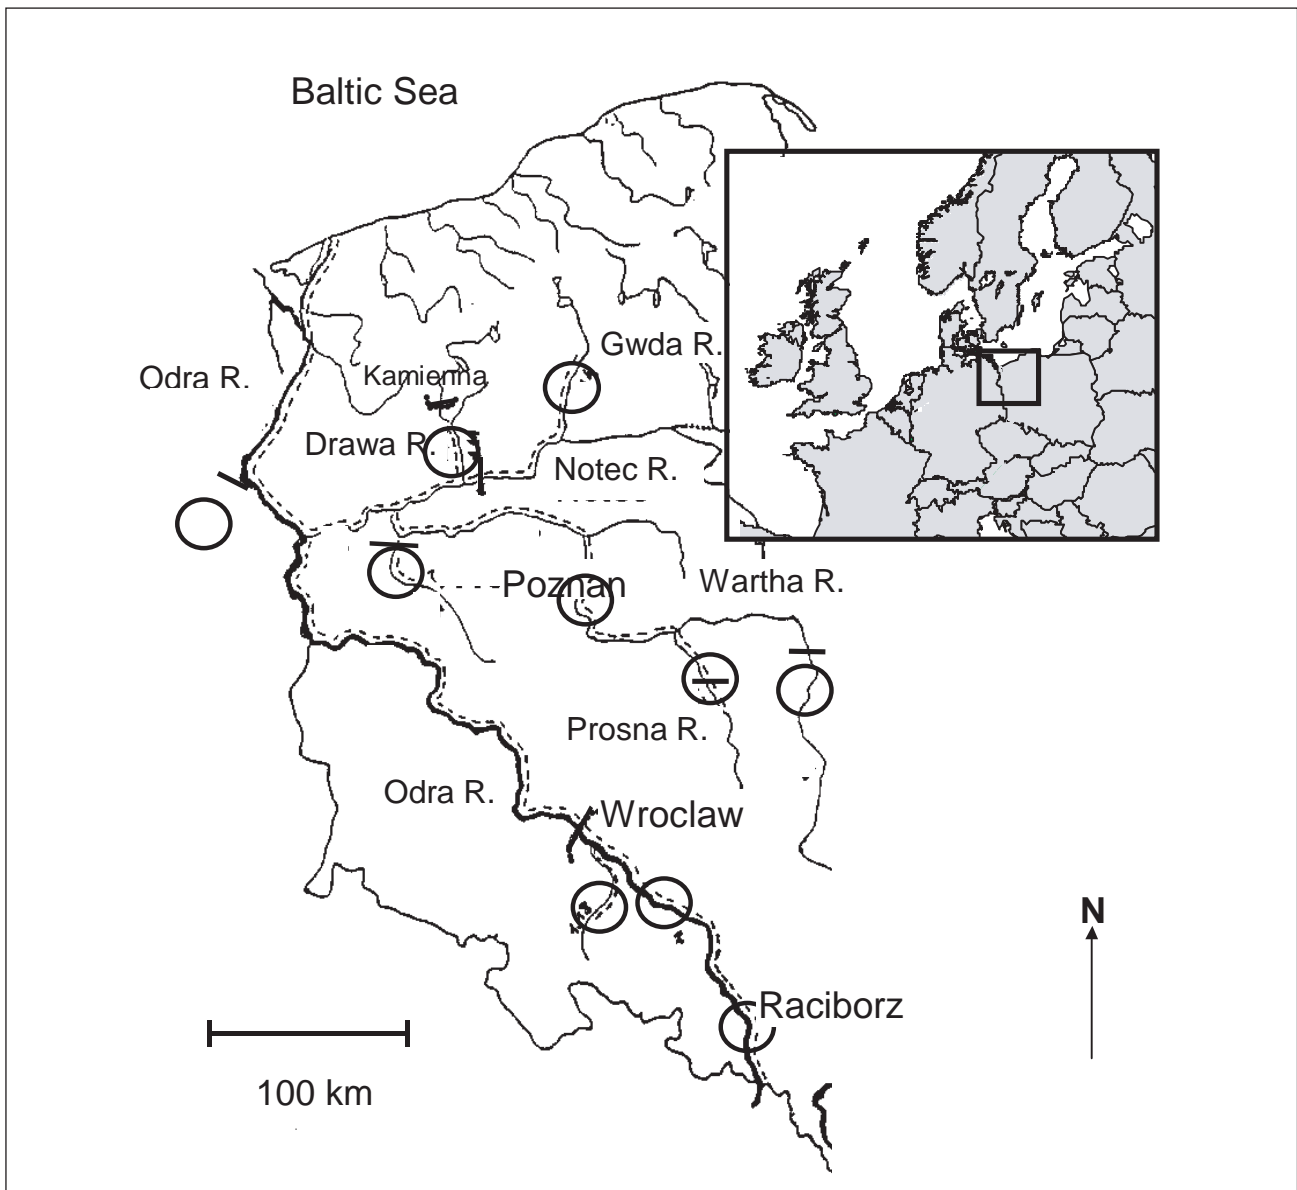 Baltic Sea
Gwda R.
Odra R.
Kamienna
Drawa R.
Notec R.
Poznan
Wartha R.
Prosna R.
Odra R.
Wroclaw
N
Raciborz
100 km